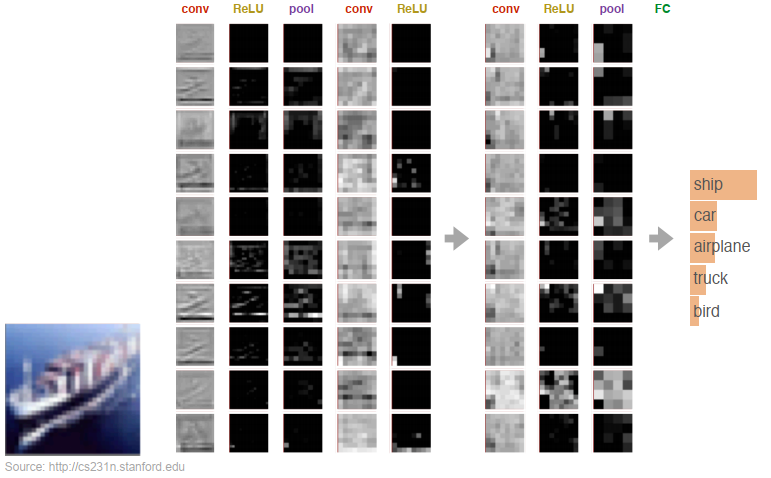 conv ReLU pool conv ReLU conv ReLU pool FC
ship
car
airplane
truck
bird
Source: http://cs231n.stanford.edu